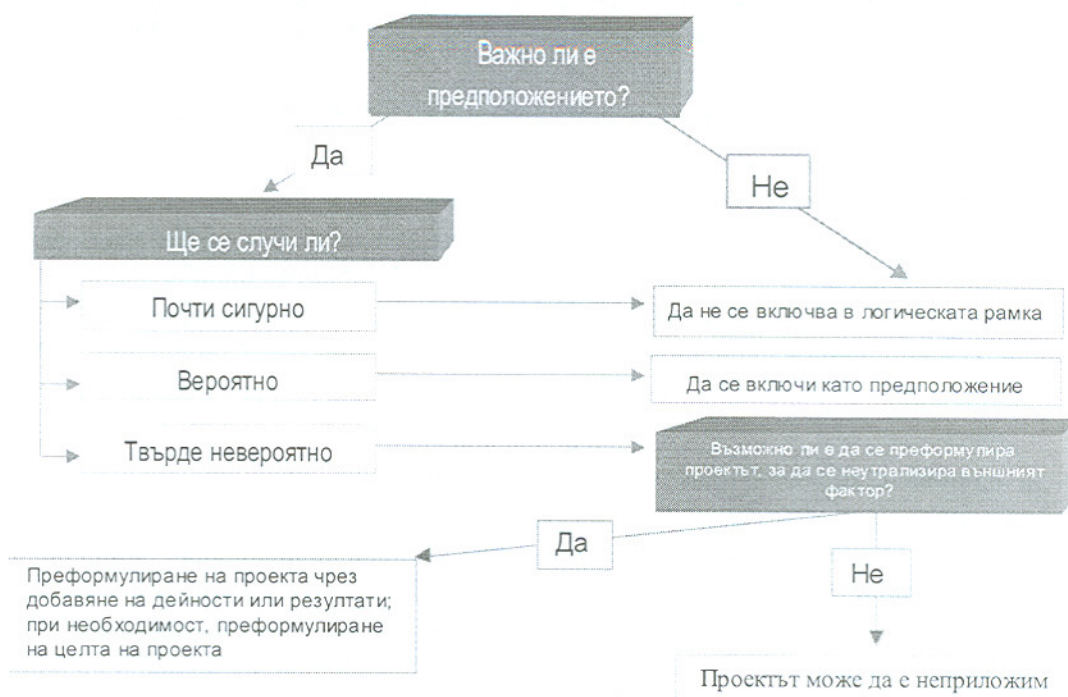 Важно ли е
предположението?
Да
Не
Ще се случи ли?
Почти сигурно
Да не се включва в логическата рамка
Вероятно
Да се включи като предположение
Твърде невероятно
Възможно ли е да се преформулира
проектът, за да се неутрализира външният
фактор?
Да
Не
Преформулиране на проекта чрез
добавяне на дейности или резултати;
при необходимост, преформулиране
на целта на проекта
Проектът може да е неприложим